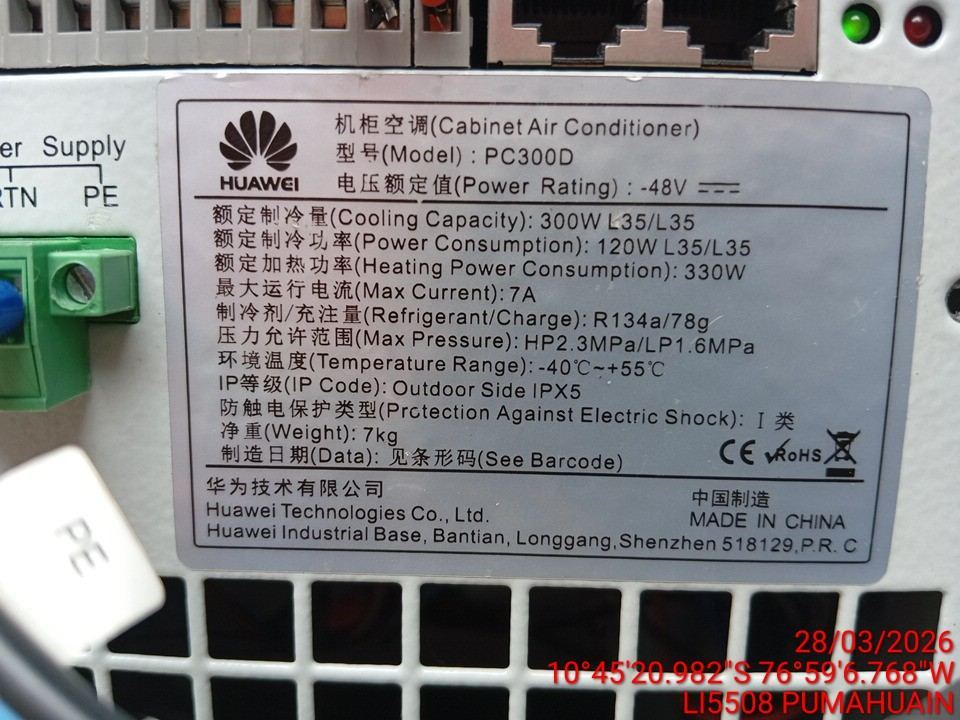 er Supply
RTN PE
HUAWEI
机柜空调(Cabinet Air Conditioner)
型号(Model) : PC300D
电压额定值(Power Rating) : -48V
额定制冷量(Cooling Capacity): 300W L35/L35
额定制冷功率(Power Consumption): 120W L35/L35
额定加热功率(Heating Power Consumption): 330W
最大运行电流(Max Current): 7A
制冷剂/充注量(Refrigerant/Charge): R134a/78g
压力允许范围(Max Pressure): HP2.3MPa/LP1.6MPa
环境温度(Temperature Range): -40℃~+55℃
IP等级(IP Code): Outdoor Side IPX5
防触电保护类型(Protection Against Electric Shock): I 类
净重(Weight): 7kg
制造日期(Data): 见条形码(See Barcode)
CE RoHS
华为技术有限公司
Huawei Technologies Co., Ltd.
Huawei Industrial Base, Bantian, Longgang,Shenzhen 518129,P.R. C
中国制造
MADE IN CHINA
PE
28/03/2026
10°45'20.982"S 76°59'6.768"W
LI5508 PUMAHUAIN